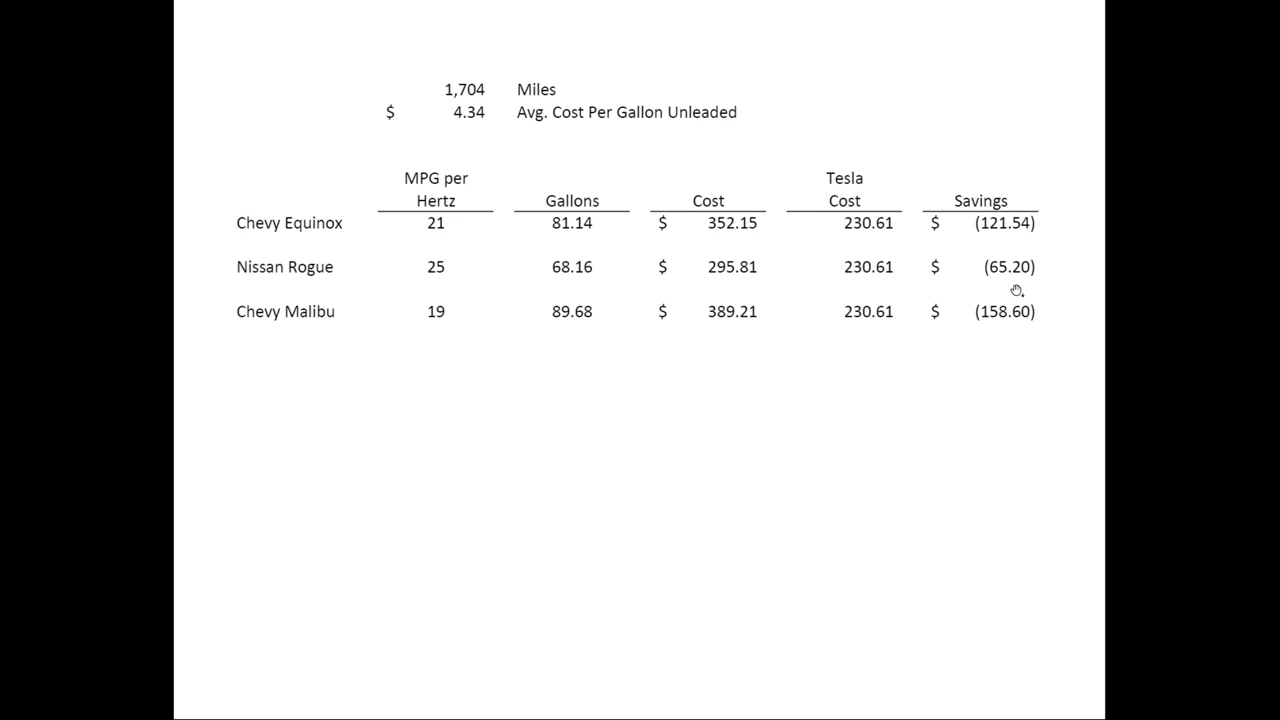 1,704 Miles
$ 4.34 Avg. Cost Per Gallon Unleaded
MPG per Tesla
Hertz Gallons Cost Cost Savings
Chevy Equinox 21 81.14 $ 352.15 230.61 $ (121.54)
Nissan Rogue 25 68.16 $ 295.81 230.61 $ (65.20)
Chevy Malibu 19 89.68 $ 389.21 230.61 $ (158.60)